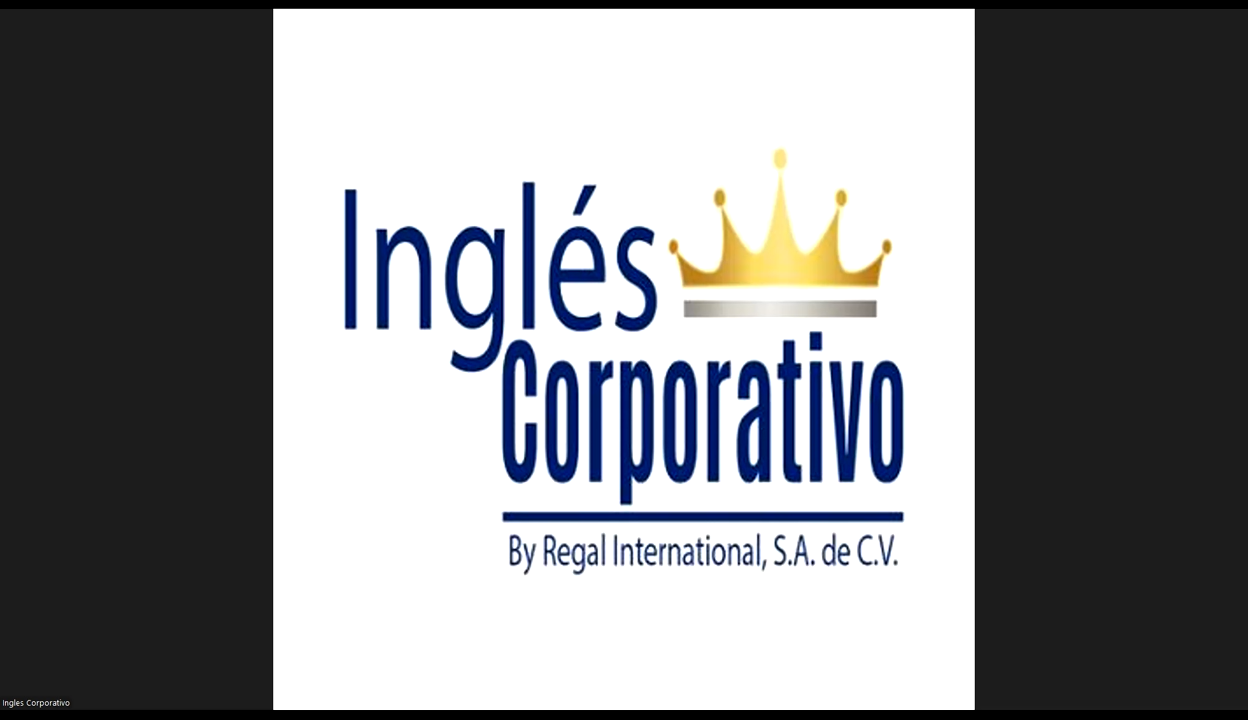 Inglés
Corporativo
By Regal International, S.A. de C.V.
Ingles Corporativo